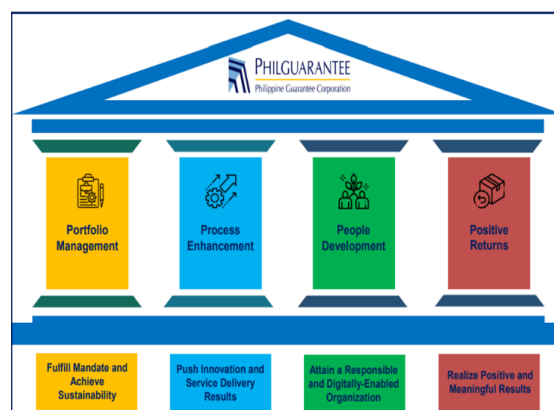 PHILGUARANTEE
Philippine Guarantee Corporation
Portfolio
Management
Process
Enhancement
People
Development
Positive
Returns
Fulfill Mandate and
Achieve
Sustainability
Push Innovation and
Service Delivery
Results
Attain a Responsible
and Digitally-Enabled
Organization
Realize Positive and
Meaningful Results